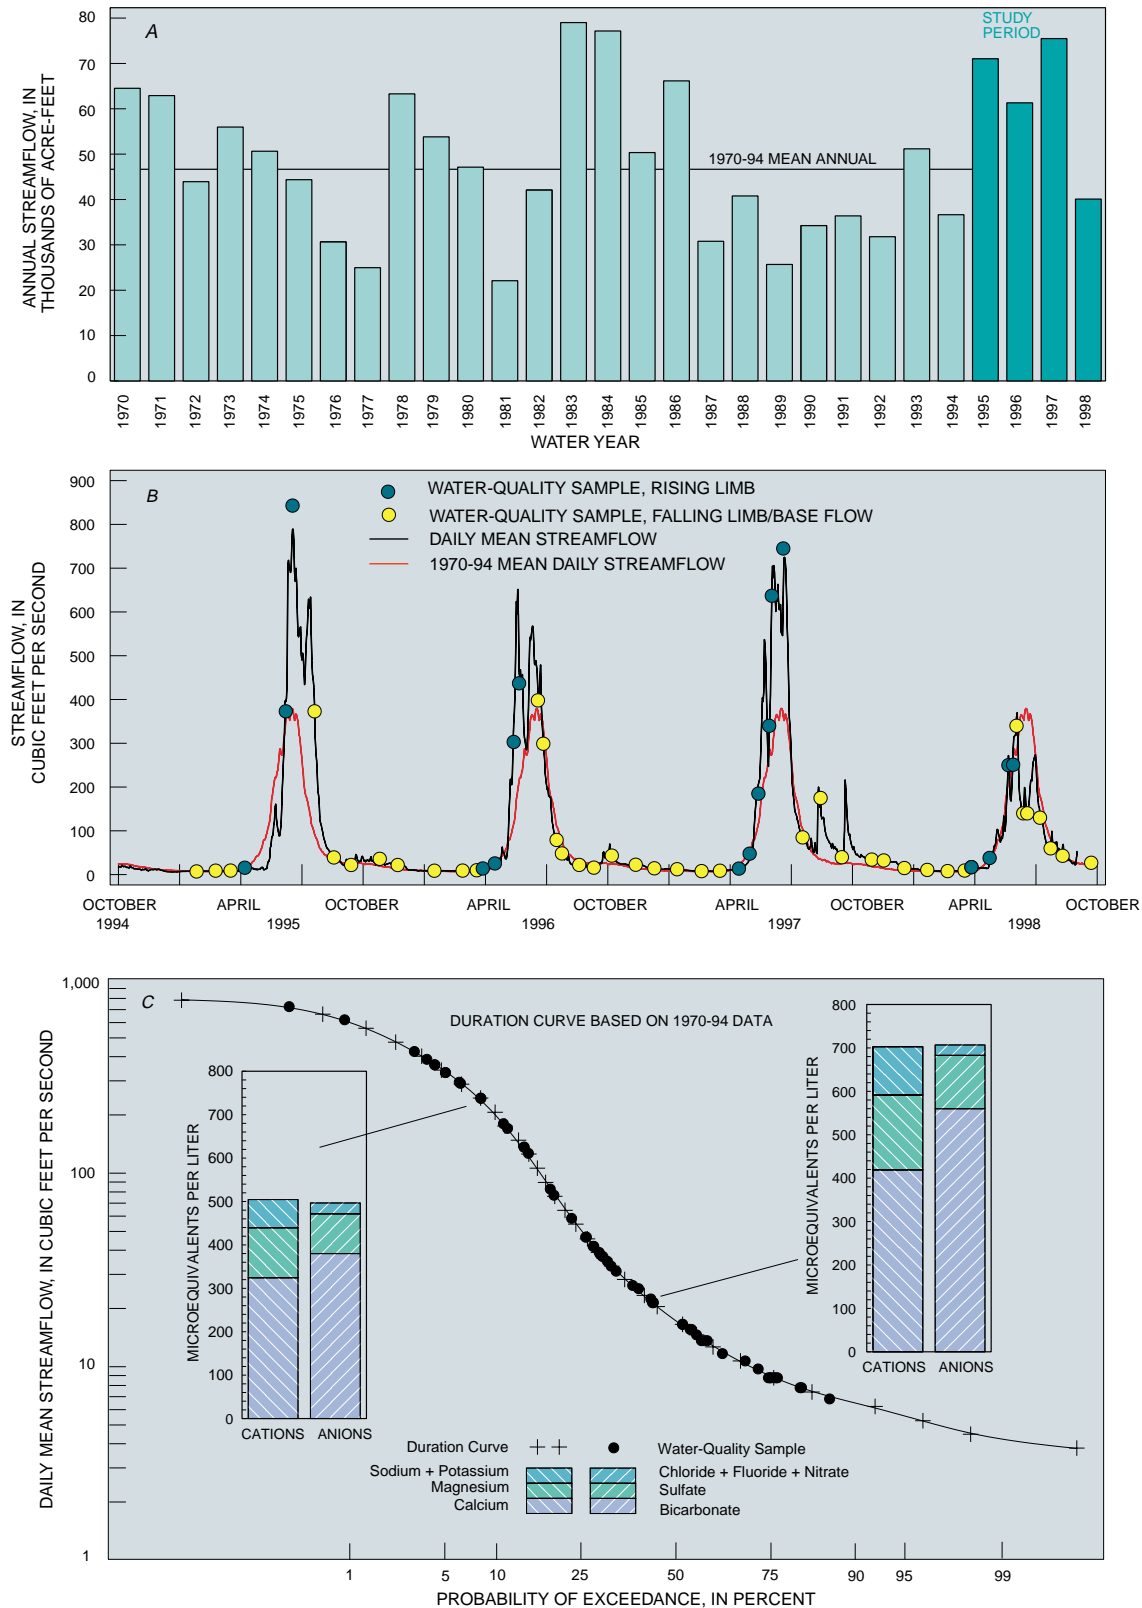 A
STUDY
PERIOD
1970-94 MEAN ANNUAL
ANNUAL STREAMFLOW, IN
THOUSANDS OF ACRE-FEET
80
70
60
50
40
30
20
10
0
1970
1971
1972
1973
1974
1975
1976
1977
1978
1979
1980
1981
1982
1983
1984
1985
1986
1987
1988
1989
1990
1991
1992
1993
1994
1995
1996
1997
1998
WATER YEAR
B
WATER-QUALITY SAMPLE, RISING LIMB
WATER-QUALITY SAMPLE, FALLING LIMB/BASE FLOW
DAILY MEAN STREAMFLOW
1970-94 MEAN DAILY STREAMFLOW
STREAMFLOW, IN
CUBIC FEET PER SECOND
900
800
700
600
500
400
300
200
100
0
OCTOBER APRIL OCTOBER APRIL OCTOBER APRIL OCTOBER APRIL OCTOBER
1994 1995 1996 1997 1998
C
DURATION CURVE BASED ON 1970-94 DATA
DAILY MEAN STREAMFLOW, IN CUBIC FEET PER SECOND
1,000
100
10
1
MICROEQUIVALENTS PER LITER
800
700
600
500
400
300
200
100
0
CATIONS ANIONS
MICROEQUIVALENTS PER LITER
800
700
600
500
400
300
200
100
0
CATIONS ANIONS
Duration Curve Water-Quality Sample
Sodium + Potassium Chloride + Fluoride + Nitrate
Magnesium Sulfate
Calcium Bicarbonate
1 5 10 25 50 75 90 95 99
PROBABILITY OF EXCEEDANCE, IN PERCENT